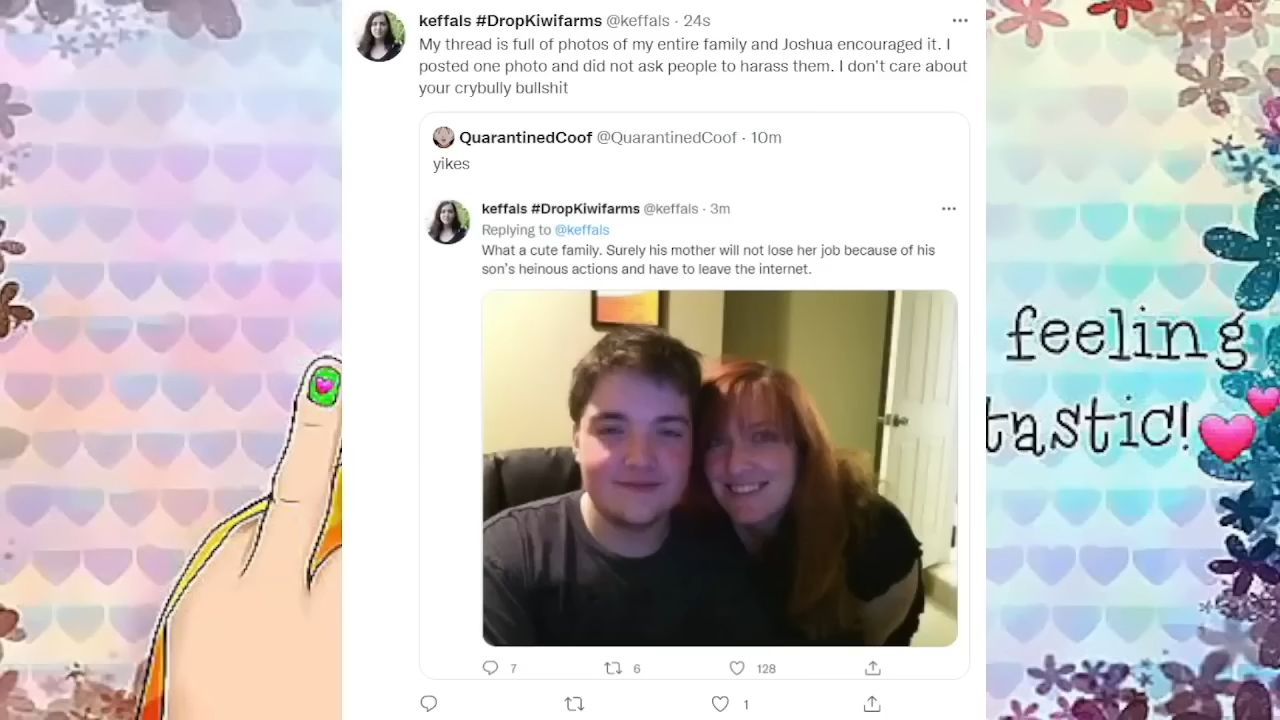 keffals #DropKiwifarms @keffals · 24s
My thread is full of photos of my entire family and Joshua encouraged it. I
posted one photo and did not ask people to harass them. I don't care about
your crybully bullshit
QuarantinedCoof @QuarantinedCoof · 10m
yikes
keffals #DropKiwifarms @keffals · 3m
Replying to @keffals
What a cute family. Surely his mother will not lose her job because of his
son's heinous actions and have to leave the internet.
feeling
tastic!
7 6 128
1